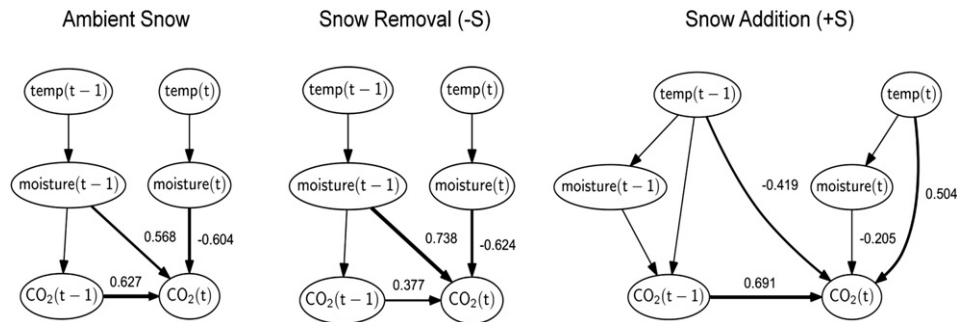 Ambient Snow
temp(t − 1)
temp(t)
moisture(t − 1)
moisture(t)
0.568
-0.604
0.627
CO₂(t − 1)
CO₂(t)
Snow Removal (-S)
temp(t − 1)
temp(t)
moisture(t − 1)
moisture(t)
0.738
-0.624
0.377
CO₂(t − 1)
CO₂(t)
Snow Addition (+S)
temp(t − 1)
temp(t)
moisture(t − 1)
moisture(t)
-0.419
0.504
-0.205
0.691
CO₂(t − 1)
CO₂(t)